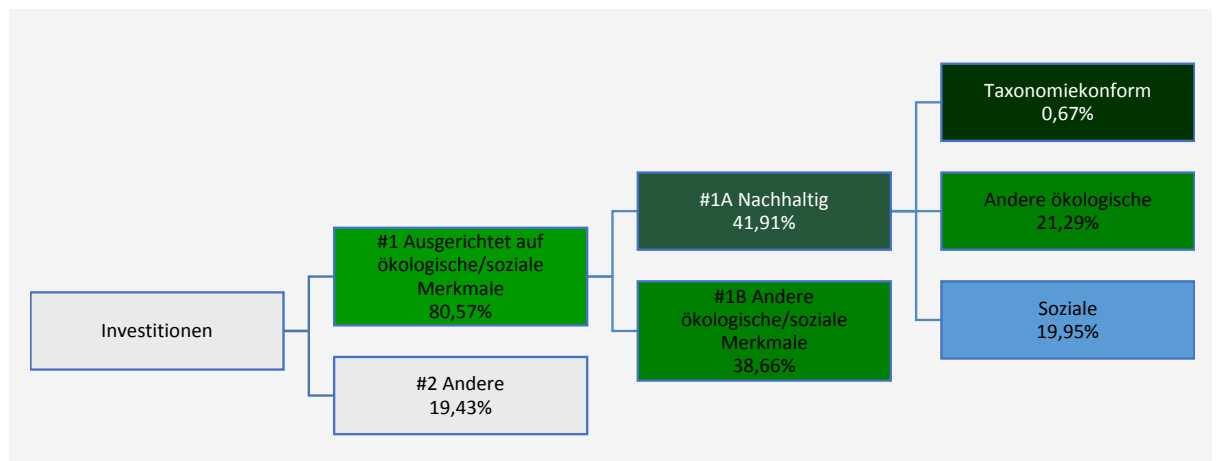 Investitionen
#1 Ausgerichtet auf
ökologische/soziale
Merkmale
80,57%
#2 Andere
19,43%
#1A Nachhaltig
41,91%
#1B Andere
ökologische/soziale
Merkmale
38,66%
Taxonomiekonform
0,67%
Andere ökologische
21,29%
Soziale
19,95%